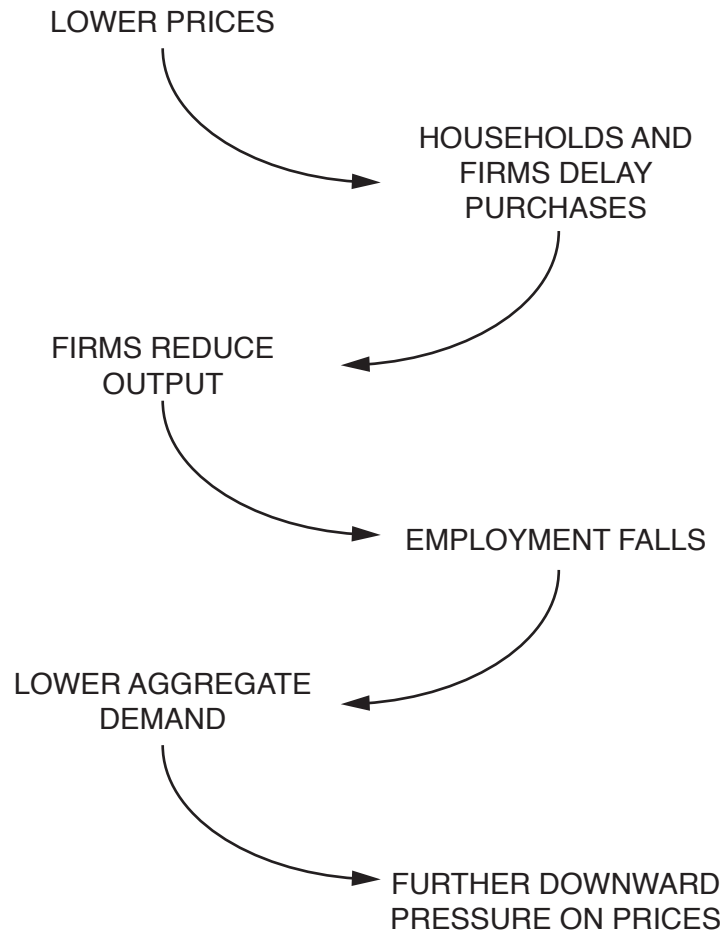 LOWER PRICES
HOUSEHOLDS AND
FIRMS DELAY
PURCHASES
FIRMS REDUCE
OUTPUT
EMPLOYMENT FALLS
LOWER AGGREGATE
DEMAND
FURTHER DOWNWARD
PRESSURE ON PRICES